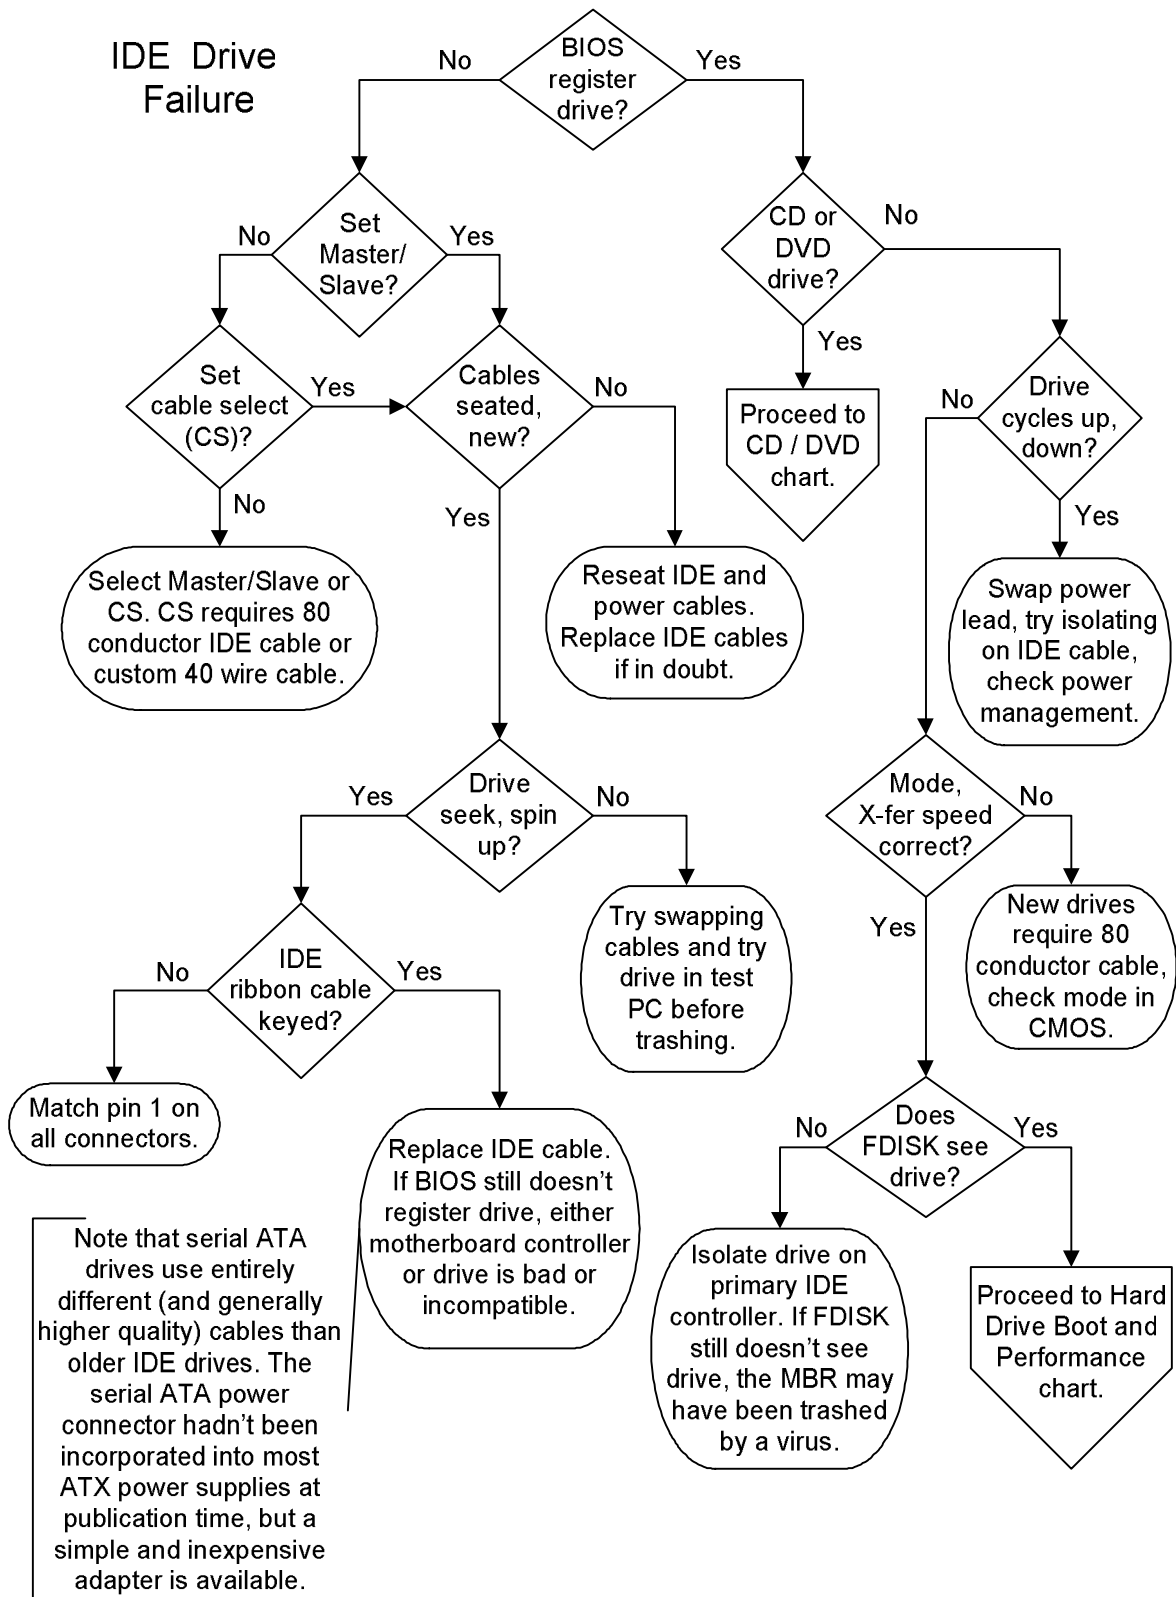 IDE Drive
Failure
No
BIOS
register
drive?
Yes
No
Set
Master/
Slave?
Yes
CD or
DVD
drive?
No
Yes
Set
cable select
(CS)?
Yes
Cables
seated,
new?
No
Proceed to
CD / DVD
chart.
No
Drive
cycles up,
down?
No
Yes
Yes
Select Master/Slave or
CS. CS requires 80
conductor IDE cable or
custom 40 wire cable.
Reseat IDE and
power cables.
Replace IDE cables
if in doubt.
Swap power
lead, try isolating
on IDE cable,
check power
management.
Yes
Drive
seek, spin
up?
No
Mode,
X-fer speed
correct?
No
Yes
Try swapping
cables and try
drive in test
PC before
trashing.
New drives
require 80
conductor cable,
check mode in
CMOS.
No
IDE
ribbon cable
keyed?
Yes
Match pin 1 on
all connectors.
Replace IDE cable.
If BIOS still doesn't
register drive, either
motherboard controller
or drive is bad or
incompatible.
No
Does
FDISK see
drive?
Yes
Isolate drive on
primary IDE
controller. If FDISK
still doesn't see
drive, the MBR may
have been trashed
by a virus.
Proceed to Hard
Drive Boot and
Performance
chart.
Note that serial ATA
drives use entirely
different (and generally
higher quality) cables than
older IDE drives. The
serial ATA power
connector hadn't been
incorporated into most
ATX power supplies at
publication time, but a
simple and inexpensive
adapter is available.